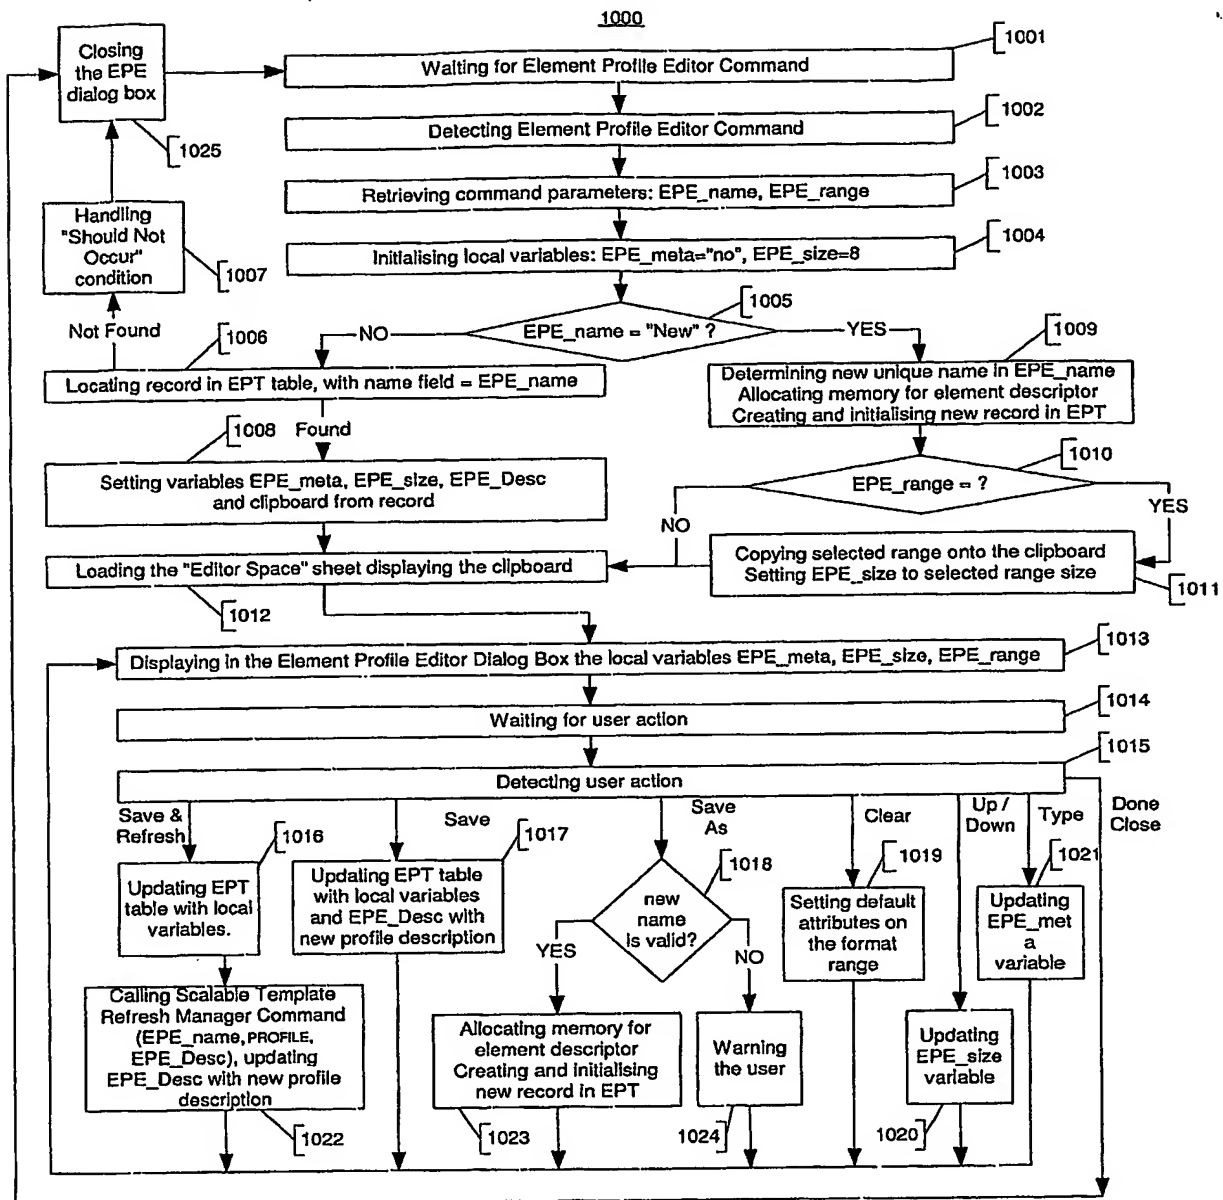 1000
Closing
the EPE
dialog box
1025
Waiting for Element Profile Editor Command
1001
Detecting Element Profile Editor Command
1002
Retrieving command parameters: EPE_name, EPE_range
1003
Initialising local variables: EPE_meta="no", EPE_size=8
1004
Handling
"Should Not
Occur"
condition
1007
Not Found
EPE_name = "New" ?
1005
NO
YES
1006
Locating record in EPT table, with name field = EPE_name
1009
Determining new unique name in EPE_name
Allocating memory for element descriptor
Creating and initialising new record in EPT
1008
Found
Setting variables EPE_meta, EPE_size, EPE_Desc
and clipboard from record
EPE_range = ?
1010
NO
YES
Loading the "Editor Space" sheet displaying the clipboard
1012
Copying selected range onto the clipboard
Setting EPE_size to selected range size
1011
Displaying in the Element Profile Editor Dialog Box the local variables EPE_meta, EPE_size, EPE_range
1013
Waiting for user action
1014
Detecting user action
1015
Save &
Refresh
Save
Save
As
Clear
Up /
Down
Type
Done
Close
1016
Updating EPT
table with local
variables.
1017
Updating EPT table
with local variables
and EPE_Desc with
new profile description
1018
new
name
is valid?
YES
NO
1019
Setting default
attributes on
the format
range
1021
Updating
EPE_met
a
variable
Calling Scalable Template
Refresh Manager Command
(EPE_name, PROFILE,
EPE_Desc), updating
EPE_Desc with new profile
description
1022
Allocating memory for
element descriptor
Creating and initialising
new record in EPT
1023
Warning
the user
1024
Updating
EPE_size
variable
1020